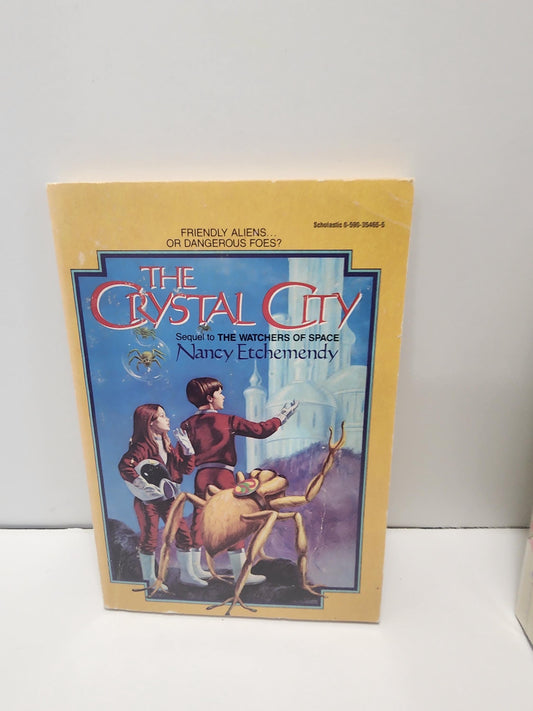 Scholastic 0-590-35466-5
FRIENDLY ALIENS...
OR DANGEROUS FOES?
THE
CRYSTAL CITY
Sequel to THE WATCHERS OF SPACE
Nancy Etchemendy